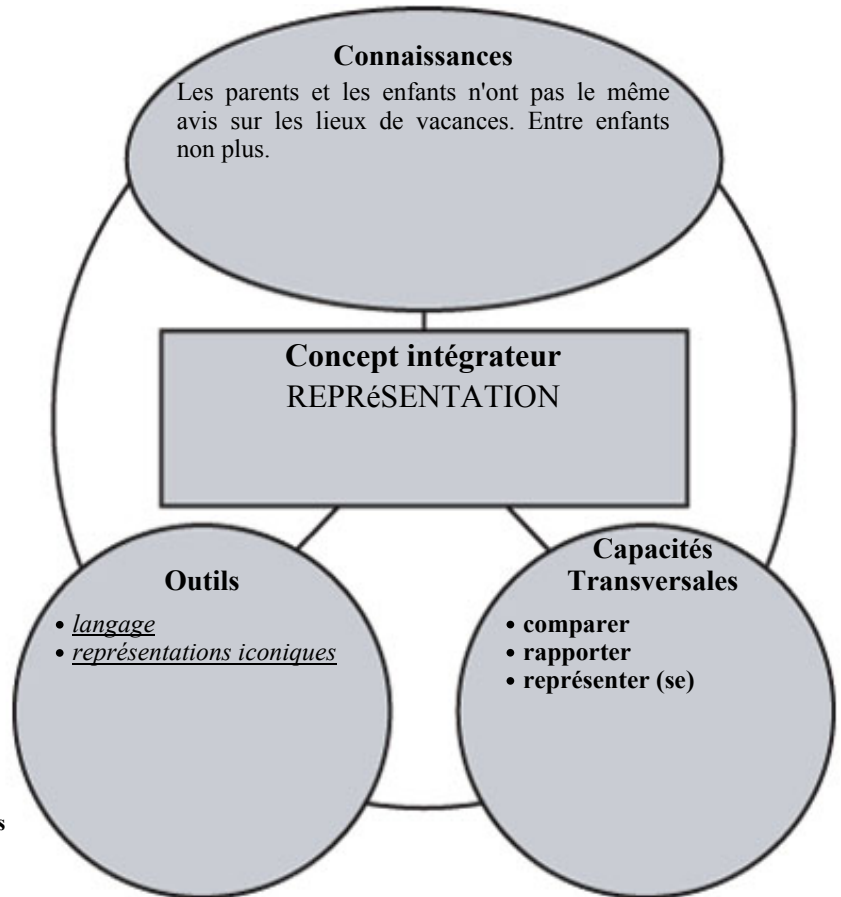 Connaissances
Les parents et les enfants n'ont pas le même
avis sur les lieux de vacances. Entre enfants
non plus.
Concept intégrateur
REPRéSENTATION
Outils
• langage
• représentations iconiques
Capacités
Transversales
• comparer
• rapporter
• représenter (se)
s